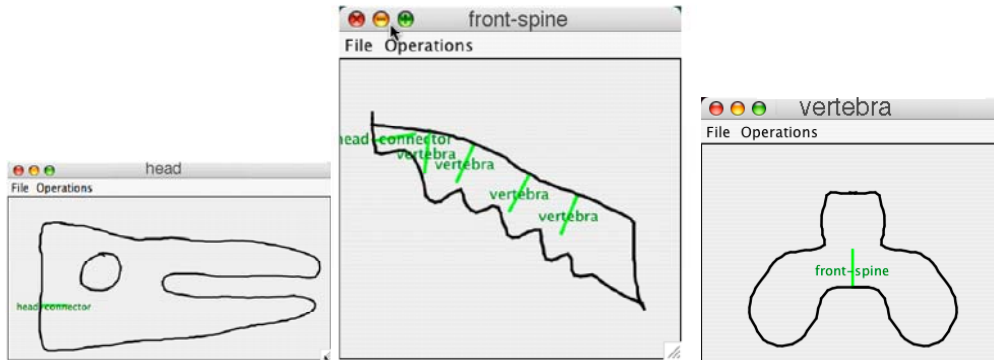 head
File Operations
head connector
front-spine
File Operations
head connector
vertebra
vertebra
vertebra
vertebra
vertebra
File Operations
front-spine